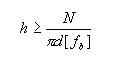 h ≥ N / πd[f_b]